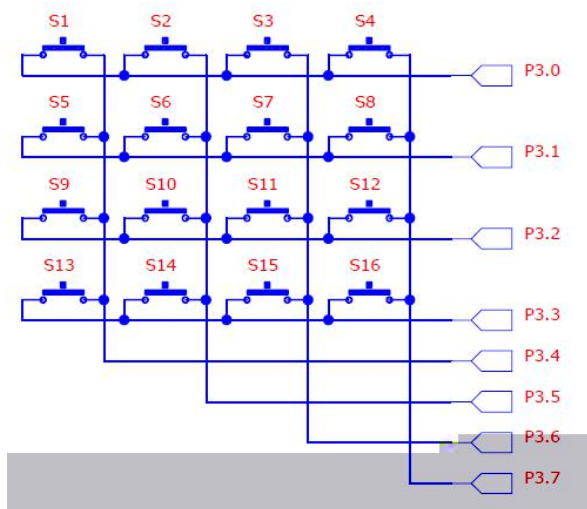 S1 S2 S3 S4
P3.0
S5 S6 S7 S8
P3.1
S9 S10 S11 S12
P3.2
S13 S14 S15 S16
P3.3
P3.4
P3.5
P3.6
P3.7